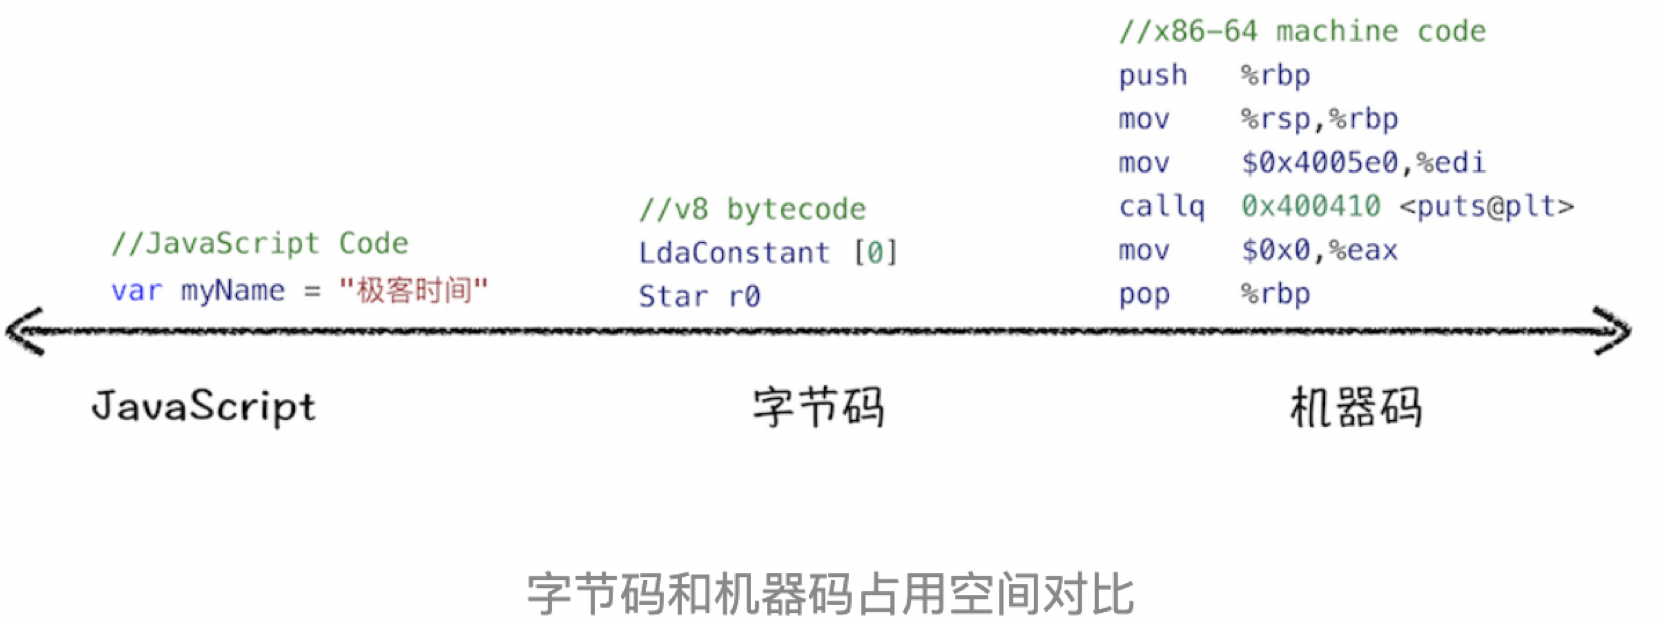 //JavaScript Code
var myName = "极客时间"
//v8 bytecode
LdaConstant [0]
Star r0
//x86-64 machine code
push %rbp
mov %rsp,%rbp
mov $0x4005e0,%edi
callq 0x400410 <puts@plt>
mov $0x0,%eax
pop %rbp
JavaScript
字节码
机器码
字节码和机器码占用空间对比